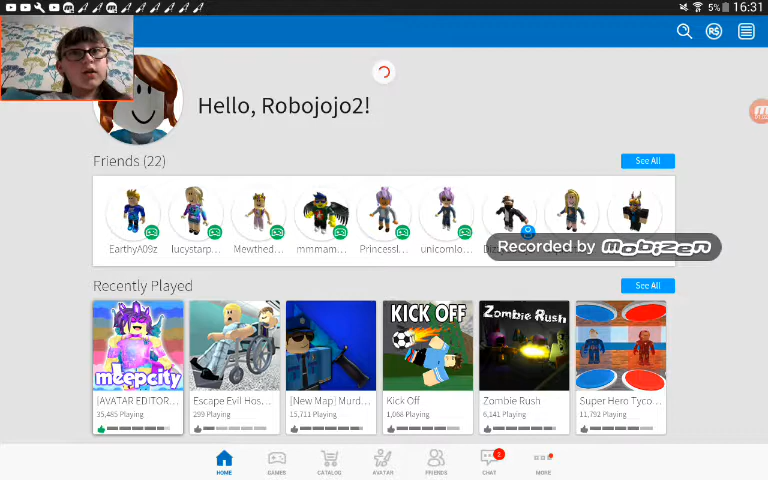 5% 16:31
R$
Hello, Robojojo2!
Friends (22)
See All
EarthyA09z lucystarp... Mewthed... mmmam... Princessl... unicornlo...
Recorded by mobizen
Recently Played
See All
meepcity
KICK OFF
Zombie Rush
[AVATAR EDITOR... Escape Evil Hos... [New Map] Murd... Kick Off Zombie Rush Super Hero Tyco...
35,485 Playing 299 Playing 15,711 Playing 1,068 Playing 6,141 Playing 11,792 Playing
2
HOME GAMES CATALOG AVATAR FRIENDS CHAT MORE